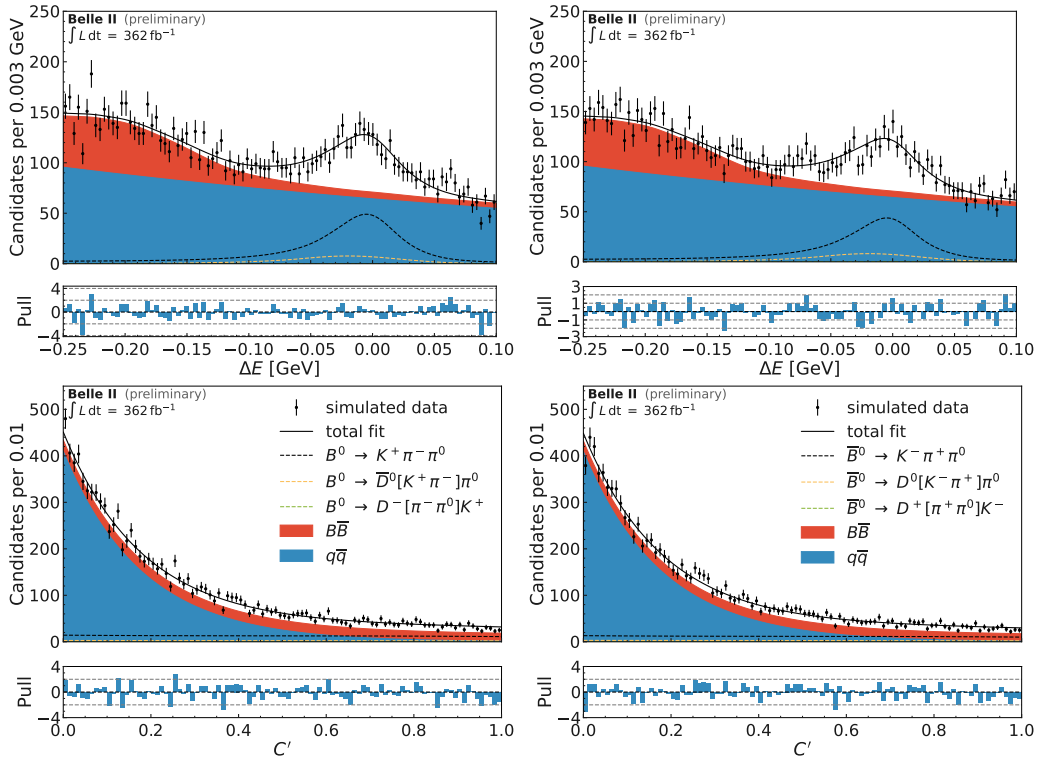 Belle II (preliminary)
∫ L dt = 362 fb⁻¹
Candidates per 0.003 GeV
250
200
150
100
50
0
Pull
4
0
−4
−0.25 −0.20 −0.15 −0.10 −0.05 0.00 0.05 0.10
ΔE [GeV]
Belle II (preliminary)
∫ L dt = 362 fb⁻¹
Candidates per 0.003 GeV
250
200
150
100
50
0
Pull
3
1
−1
−3
−0.25 −0.20 −0.15 −0.10 −0.05 0.00 0.05 0.10
ΔE [GeV]
Belle II (preliminary)
∫ L dt = 362 fb⁻¹
Candidates per 0.01
500
400
300
200
100
0
simulated data
total fit
B⁰ → K⁺π⁻π⁰
B⁰ → D̅⁰[K⁺π⁻]π⁰
B⁰ → D⁻[π⁻π⁰]K⁺
BB̅
qq̅
Pull
4
0
−4
0.0 0.2 0.4 0.6 0.8 1.0
C′
Belle II (preliminary)
∫ L dt = 362 fb⁻¹
Candidates per 0.01
500
400
300
200
100
0
simulated data
total fit
B̅⁰ → K⁻π⁺π⁰
B̅⁰ → D⁰[K⁻π⁺]π⁰
B̅⁰ → D⁺[π⁺π⁰]K⁻
BB̅
qq̅
Pull
4
0
−4
0.0 0.2 0.4 0.6 0.8 1.0
C′